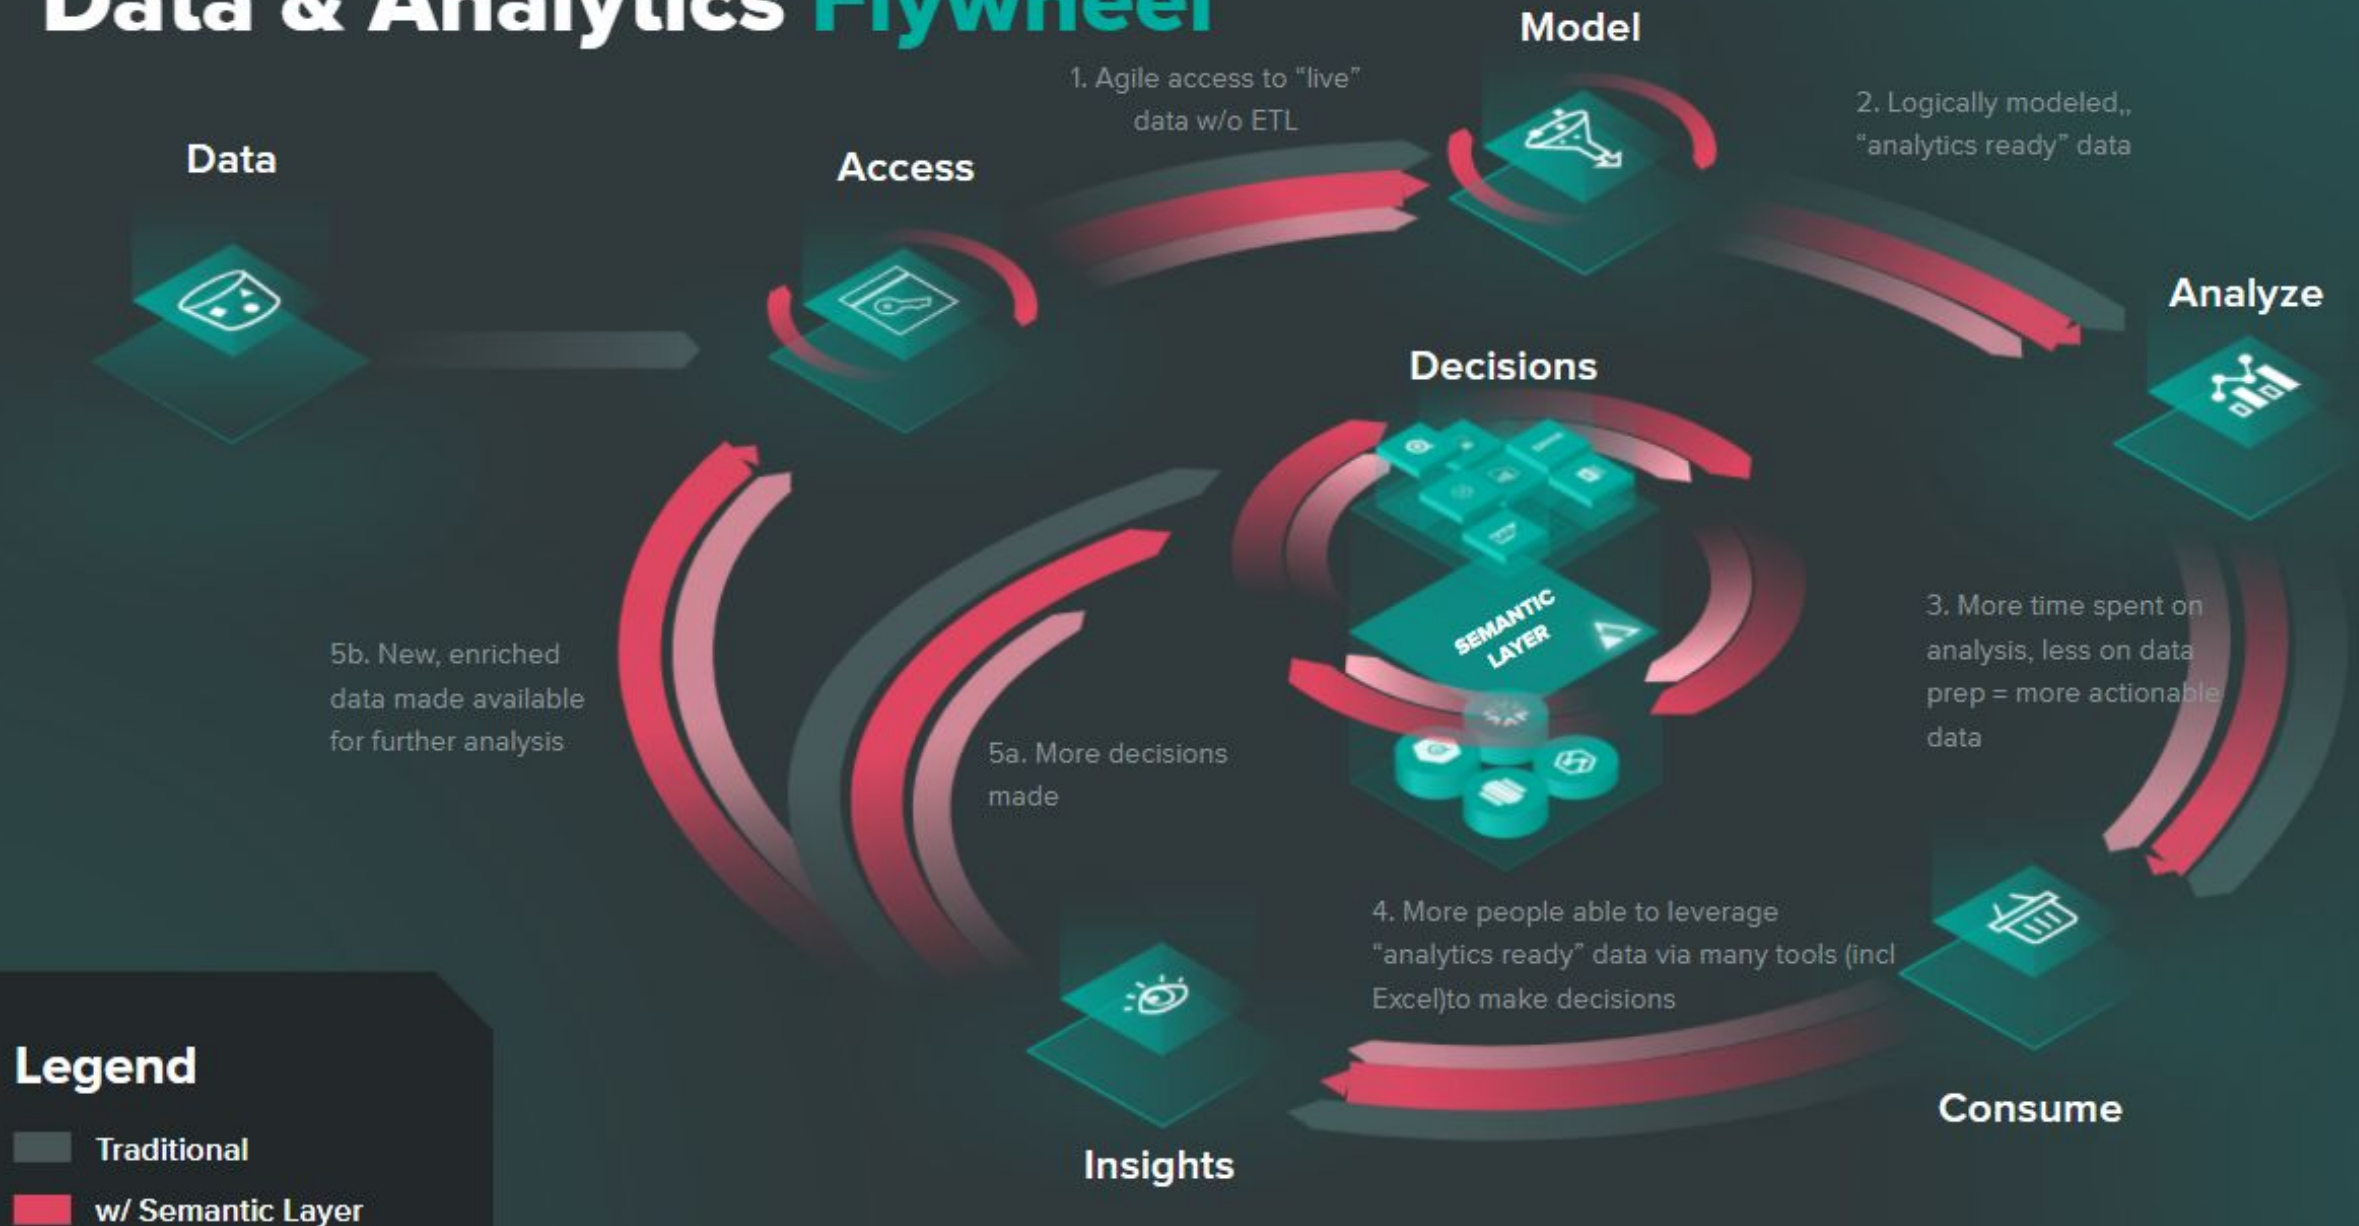 Data & Analytics Flywheel
Model
1. Agile access to “live”
data w/o ETL
2. Logically modeled,,
“analytics ready” data
Data
Access
Analyze
Decisions
SEMANTIC
LAYER
3. More time spent on
analysis, less on data
prep = more actionable
data
5b. New, enriched
data made available
for further analysis
5a. More decisions
made
4. More people able to leverage
“analytics ready” data via many tools (incl
Excel)to make decisions
Consume
Insights
Legend
Traditional
w/ Semantic Layer